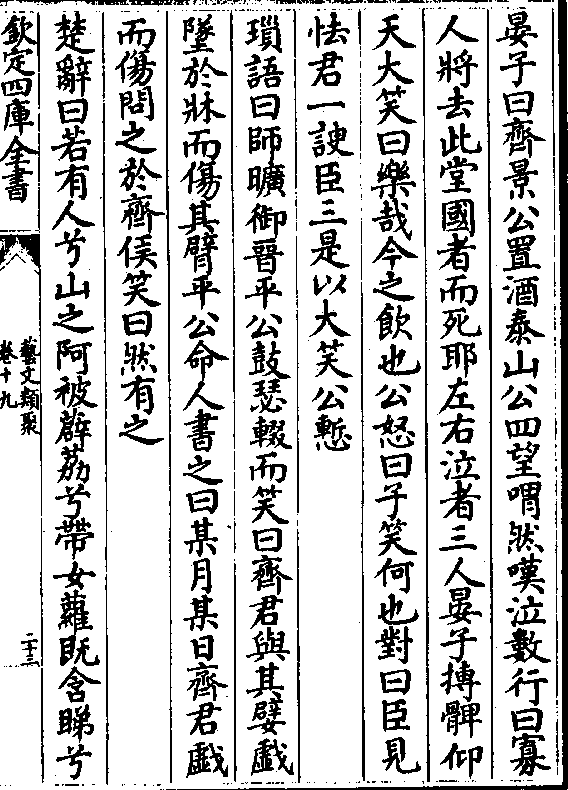 晏子曰齊景公置酒泰山公四望喟然嘆泣數行曰寡
人將去此堂國者而死耶左右泣者三人晏子搏髀仰
天大笑曰樂哉今之飲也公怒曰子笑何也對曰臣見
怯君一諛臣三是以大笑公慙
瑣語曰師曠御晉平公鼓瑟輟而笑曰齊君與其嬖戲
墜於牀而傷其臂平公命人書之曰某月某日齊君戲
而傷問之於齊侯笑曰然有之
楚辭曰若有人兮山之阿被薜荔兮帶女蘿既含睇兮
欽定四庫全書
藝文類聚
卷十九
二十三